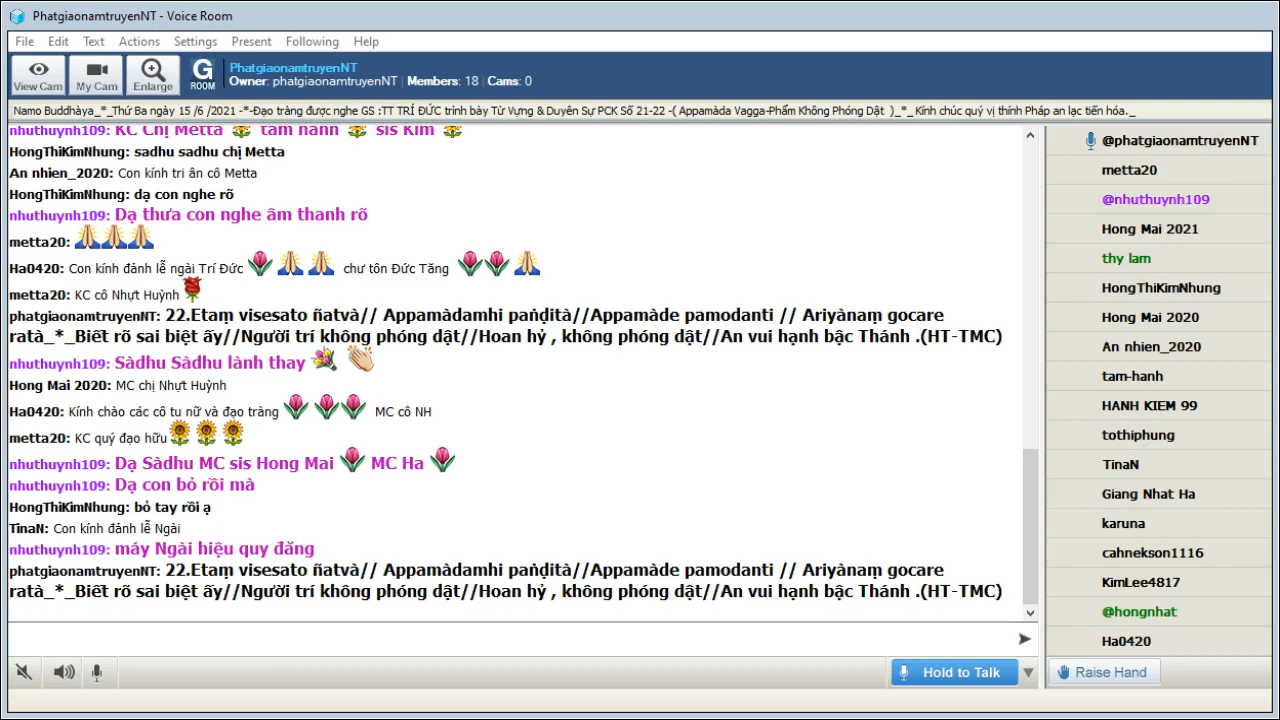 PhatgiaonamtruyenNT - Voice Room
File Edit Text Actions Settings Present Following Help
View Cam
My Cam
Enlarge
G
ROOM
PhatgiaonamtruyenNT
Owner: phatgiaonamtruyenNT | Members: 18 | Cams: 0
Namo Buddhàya_*_Thứ Ba ngày 15 /6 /2021 -*-Đạo tràng được nghe GS :TT TRÍ ĐỨC trình bày Từ Vựng & Duyên Sự PCK Số 21-22 -( Appamàda Vagga-Phẩm Không Phóng Dật )_*_ Kính chúc quý vị thính Pháp an lạc tiến hóa._
nhuthuynh109: KC Chị Metta tam hanh sis Kim
HongThiKimNhung: sadhu sadhu chị Metta
An nhien_2020: Con kính tri ân cô Metta
HongThiKimNhung: dạ con nghe rõ
nhuthuynh109: Dạ thưa con nghe âm thanh rõ
metta20:
Ha0420: Con kính đảnh lễ ngài Trí Đức chư tôn Đức Tăng
metta20: KC cô Nhựt Huỳnh
phatgiaonamtruyenNT: 22.Etaṃ visesato ñatvà// Appamàdamhi paṅḍità//Appamàde pamodanti // Ariyànaṃ gocare
ratà_*_Biết rõ sai biệt ấy//Người trí không phóng dật//Hoan hỷ , không phóng dật//An vui hạnh bậc Thánh .(HT-TMC)
nhuthuynh109: Sàdhu Sàdhu lành thay
Hong Mai 2020: MC chị Nhựt Huỳnh
Ha0420: Kính chào các cô tu nữ và đạo tràng MC cô NH
metta20: KC quý đạo hữu
nhuthuynh109: Dạ Sàdhu MC sis Hong Mai MC Ha
nhuthuynh109: Dạ con bỏ rồi mà
HongThiKimNhung: bỏ tay rồi ạ
TinaN: Con kính đảnh lễ Ngài
nhuthuynh109: máy Ngài hiệu quy đăng
phatgiaonamtruyenNT: 22.Etaṃ visesato ñatvà// Appamàdamhi paṅḍità//Appamàde pamodanti // Ariyànaṃ gocare
ratà_*_Biết rõ sai biệt ấy//Người trí không phóng dật//Hoan hỷ , không phóng dật//An vui hạnh bậc Thánh .(HT-TMC)
Hold to Talk
@phatgiaonamtruyenNT
metta20
@nhuthuynh109
Hong Mai 2021
thy lam
HongThiKimNhung
Hong Mai 2020
An nhien_2020
tam-hanh
HANH KIEM 99
tothiphung
TinaN
Giang Nhat Ha
karuna
cahnekson1116
KimLee4817
@hongnhat
Ha0420
Raise Hand